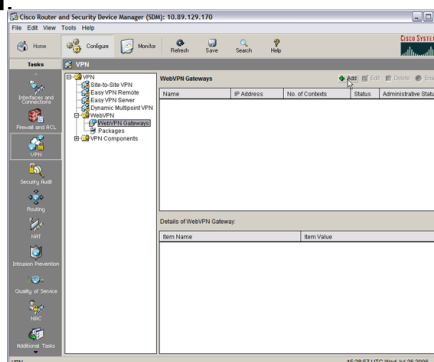 Cisco Router and Security Device Manager (SDM): 10.89.129.170
File Edit View Tools Help
Home Configure Monitor Refresh Save Search Help
CISCO SYSTEMS
Tasks
VPN
Interfaces and Connections
Firewall and ACL
VPN
Security Audit
Routing
NAT
Intrusion Prevention
Quality of Service
NAC
Additional Tasks
VPN
Site-to-Site VPN
Easy VPN Remote
Easy VPN Server
Dynamic Multipoint VPN
WebVPN
WebVPN Gateways
Packages
VPN Components
WebVPN Gateways
Add Edit Delete
Name IP Address No. of Contexts Status Administrative Statu
Details of WebVPN Gateway:
Item Name Item Value
VPN